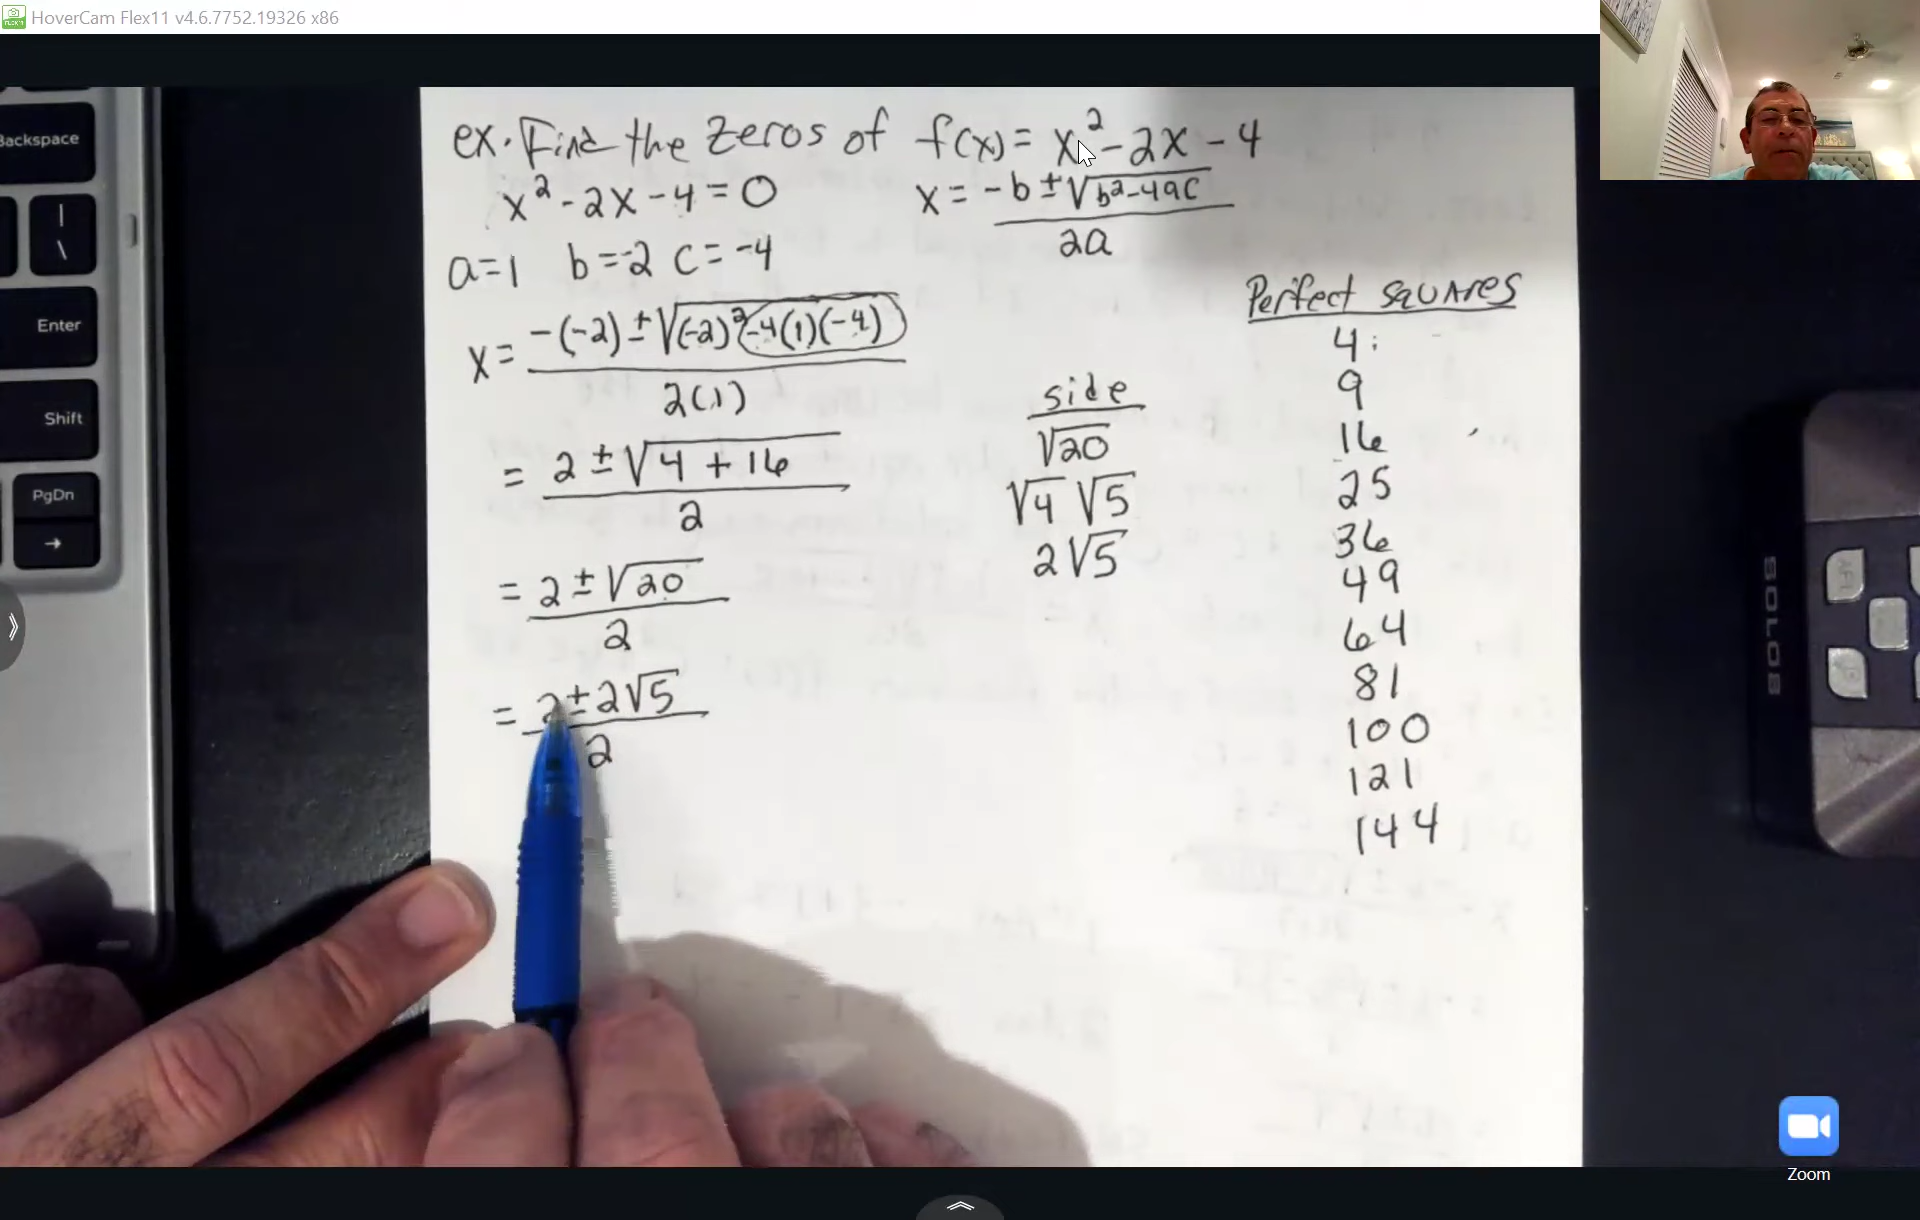 HoverCam Flex11 v4.6.7752.19326 x86
ex. Find the zeros of f(x) = x² - 2x - 4
x² - 2x - 4 = 0
x = -b ± √b²-4ac
2a
a=1 b=-2 c=-4
x = -(-2) ± √(-2)² -4(1)(-4)
2(1)
= 2 ± √4 + 16
2
= 2 ± √20
2
= 2 ± 2√5
2
side
√20
√4 √5
2√5
Perfect squares
4
9
16
25
36
49
64
81
100
121
144
Backspace
|
\
Enter
Shift
PgDn
→
SOLOS
Zoom